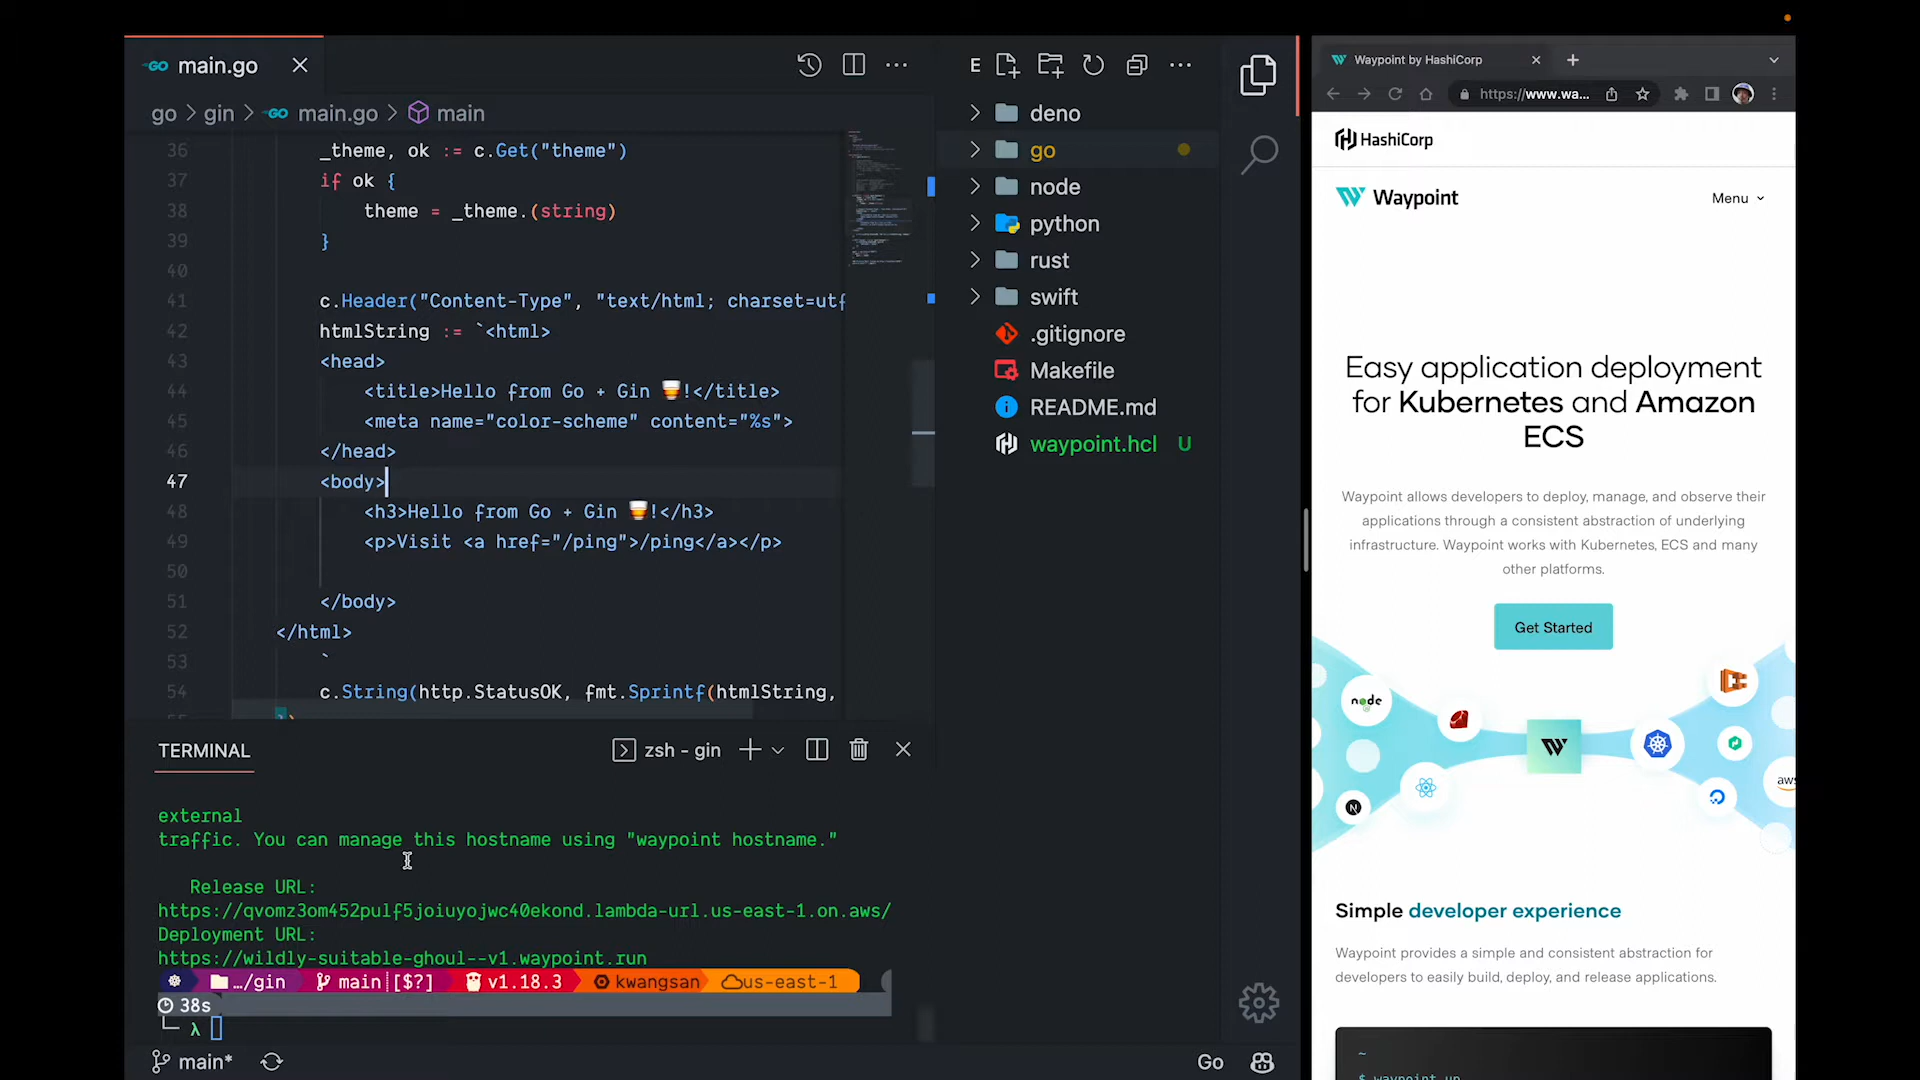 GO main.go
go > gin > GO main.go > main
36 _theme, ok := c.Get("theme")
37 if ok {
38 theme = _theme.(string)
39 }
40
41 c.Header("Content-Type", "text/html; charset=utf
42 htmlString := `<html>
43 <head>
44 <title>Hello from Go + Gin 🥃!</title>
45 <meta name="color-scheme" content="%s">
46 </head>
47 <body>
48 <h3>Hello from Go + Gin 🥃!</h3>
49 <p>Visit <a href="/ping">/ping</a></p>
50
51 </body>
52 </html>
53 `
54 c.String(http.StatusOK, fmt.Sprintf(htmlString,
TERMINAL
zsh - gin
external
traffic. You can manage this hostname using "waypoint hostname."
Release URL:
https://qvomz3om452pulf5joiuyojwc40ekond.lambda-url.us-east-1.on.aws/
Deployment URL:
https://wildly-suitable-ghoul--v1.waypoint.run
…/gin main [$?] v1.18.3 kwangsan us-east-1
38s
λ
main*
Go
E
deno
go
node
python
rust
swift
.gitignore
Makefile
README.md
waypoint.hcl U
Waypoint by HashiCorp
https://www.wa...
HashiCorp
Waypoint
Menu
Easy application deployment
for Kubernetes and Amazon
ECS
Waypoint allows developers to deploy, manage, and observe their
applications through a consistent abstraction of underlying
infrastructure. Waypoint works with Kubernetes, ECS and many
other platforms.
Get Started
node
N
aws
Simple developer experience
Waypoint provides a simple and consistent abstraction for
developers to easily build, deploy, and release applications.
~
$ waypoint up